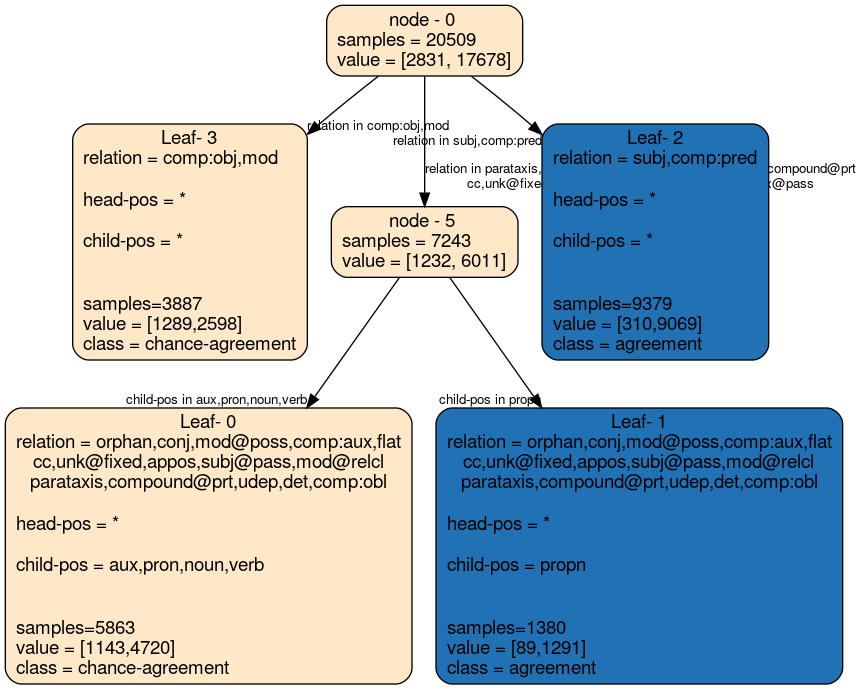 node - 0
samples = 20509
value = [2831, 17678]
relation in comp:obj,mod
relation in subj,comp:pred
relation in parataxis,
compound@prt
cc,unk@fixed
@pass
Leaf- 3
relation = comp:obj,mod
head-pos = *
child-pos = *
samples=3887
value = [1289,2598]
class = chance-agreement
Leaf- 2
relation = subj,comp:pred
head-pos = *
child-pos = *
samples=9379
value = [310,9069]
class = agreement
node - 5
samples = 7243
value = [1232, 6011]
child-pos in aux,pron,noun,verb
child-pos in propn
Leaf- 0
relation = orphan,conj,mod@poss,comp:aux,flat
cc,unk@fixed,appos,subj@pass,mod@relcl
parataxis,compound@prt,udep,det,comp:obl
head-pos = *
child-pos = aux,pron,noun,verb
samples=5863
value = [1143,4720]
class = chance-agreement
Leaf- 1
relation = orphan,conj,mod@poss,comp:aux,flat
cc,unk@fixed,appos,subj@pass,mod@relcl
parataxis,compound@prt,udep,det,comp:obl
head-pos = *
child-pos = propn
samples=1380
value = [89,1291]
class = agreement